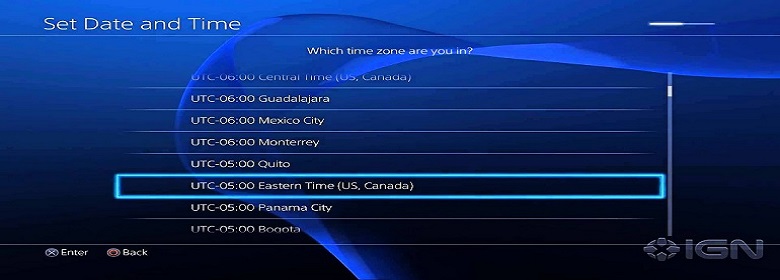 Set Date and Time
Which time zone are you in?
UTC-06:00 Central Time (US, Canada)
UTC-06:00 Guadalajara
UTC-06:00 Mexico City
UTC-06:00 Monterrey
UTC-05:00 Quito
UTC-05:00 Eastern Time (US, Canada)
UTC-05:00 Panama City
UTC-05:00 Bogota
Enter Back
IGN